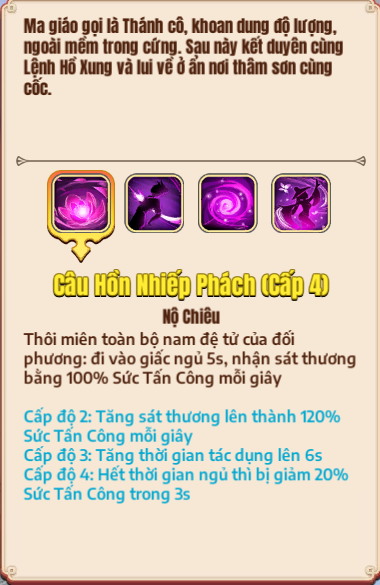 Ma giáo gọi là Thánh cô, khoan dung độ lượng,
ngoài mềm trong cứng. Sau này kết duyên cùng
Lệnh Hồ Xung và lui về ở ẩn nơi thâm sơn cùng
cốc.
Câu Hồn Nhiếp Phách (Cấp 4)
Nộ Chiêu
Thôi miên toàn bộ nam đệ tử của đối
phương: đi vào giấc ngủ 5s, nhận sát thương
bằng 100% Sức Tấn Công mỗi giây
Cấp độ 2: Tăng sát thương lên thành 120%
Sức Tấn Công mỗi giây
Cấp độ 3: Tăng thời gian tác dụng lên 6s
Cấp độ 4: Hết thời gian ngủ thì bị giảm 20%
Sức Tấn Công trong 3s